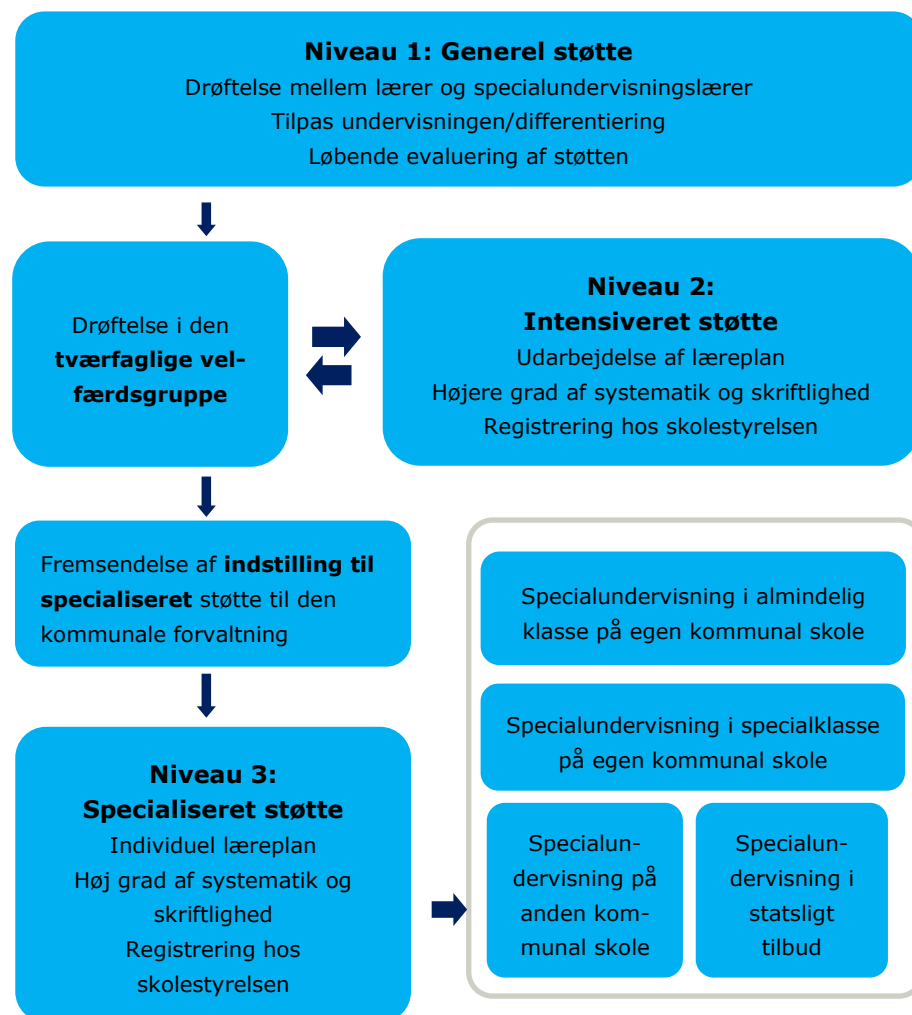 Niveau 1: Generel støtte
Drøftelse mellem lærer og specialundervisningslærer
Tilpas undervisningen/differentiering
Løbende evaluering af støtten
Drøftelse i den
tværfaglige vel-
færdsgruppe
Niveau 2:
Intensiveret støtte
Udarbejdelse af læreplan
Højere grad af systematik og skriftlighed
Registrering hos skolestyrelsen
Fremsendelse af indstilling til
specialiseret støtte til den
kommunale forvaltning
Niveau 3:
Specialiseret støtte
Individuel læreplan
Høj grad af systematik og
skriftlighed
Registrering hos
skolestyrelsen
Specialundervisning i almindelig
klasse på egen kommunal skole
Specialundervisning i specialklasse
på egen kommunal skole
Specialun-
dervisning på
anden kom-
munal skole
Specialun-
dervisning i
statsligt
tilbud